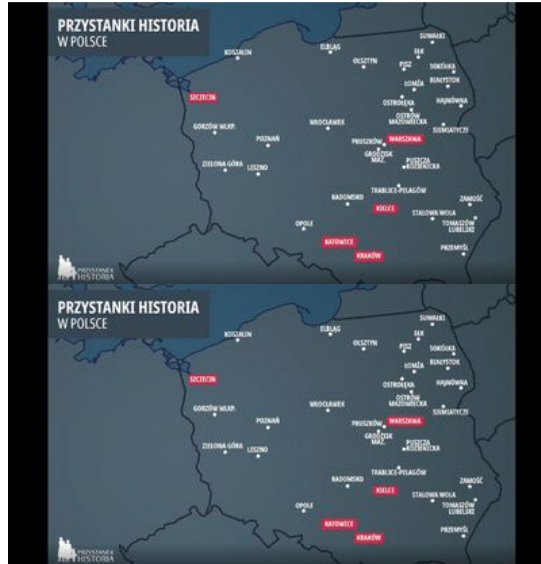 PRZYSTANKI HISTORIA
W POLSCE
SUWAŁKI
ELBLĄG
KOSZALIN
EŁK
OLSZTYN
PISZ
SOKÓŁKA
ŁOMŻA
BIAŁYSTOK
SZCZECIN
OSTROŁĘKA
HAJNÓWKA
OSTRÓW
MAZOWIECKA
WŁOCŁAWEK
SIEMIATYCZE
GORZÓW WLKP.
POZNAŃ
PRUSZKÓW
WARSZAWA
GRODZISK
MAZ.
PUSZCZA
KOZIENICKA
ZIELONA GÓRA
LESZNO
TRABLICE-PELAGÓW
RADOMSKO
ZAMOŚĆ
KIELCE
STALOWA WOLA
TOMASZÓW
LUBELSKI
OPOLE
KATOWICE
KRAKÓW
PRZEMYŚL
PRZYSTANEK
HISTORIA
PRZYSTANKI HISTORIA
W POLSCE
SUWAŁKI
ELBLĄG
KOSZALIN
EŁK
OLSZTYN
PISZ
SOKÓŁKA
ŁOMŻA
BIAŁYSTOK
SZCZECIN
OSTROŁĘKA
HAJNÓWKA
OSTRÓW
MAZOWIECKA
WŁOCŁAWEK
SIEMIATYCZE
GORZÓW WLKP.
POZNAŃ
PRUSZKÓW
WARSZAWA
GRODZISK
MAZ.
PUSZCZA
KOZIENICKA
ZIELONA GÓRA
LESZNO
TRABLICE-PELAGÓW
RADOMSKO
ZAMOŚĆ
KIELCE
STALOWA WOLA
TOMASZÓW
LUBELSKI
OPOLE
KATOWICE
KRAKÓW
PRZEMYŚL
PRZYSTANEK
HISTORIA